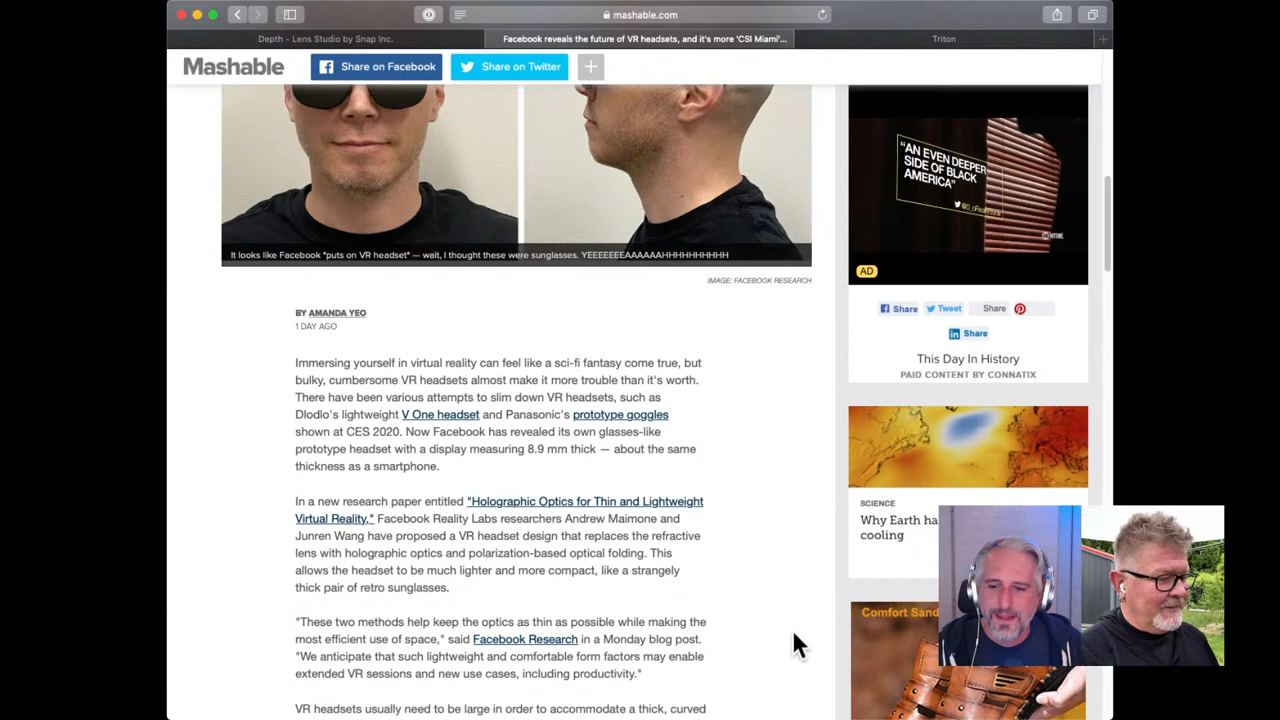 mashable.com
Depth - Lens Studio by Snap Inc.
Facebook reveals the future of VR headsets, and it's more 'CSI Miami'...
Triton
Mashable
Share on Facebook
Share on Twitter
It looks like Facebook *puts on VR headset* — wait, I thought these were sunglasses. YEEEEEEEAAAAAAHHHHHHHHHHH
IMAGE: FACEBOOK RESEARCH
BY AMANDA YEO
1 DAY AGO
Immersing yourself in virtual reality can feel like a sci-fi fantasy come true, but
bulky, cumbersome VR headsets almost make it more trouble than it's worth.
There have been various attempts to slim down VR headsets, such as
Dlodlo's lightweight V One headset and Panasonic's prototype goggles
shown at CES 2020. Now Facebook has revealed its own glasses-like
prototype headset with a display measuring 8.9 mm thick — about the same
thickness as a smartphone.
In a new research paper entitled "Holographic Optics for Thin and Lightweight
Virtual Reality," Facebook Reality Labs researchers Andrew Maimone and
Junren Wang have proposed a VR headset design that replaces the refractive
lens with holographic optics and polarization-based optical folding. This
allows the headset to be much lighter and more compact, like a strangely
thick pair of retro sunglasses.
"These two methods help keep the optics as thin as possible while making the
most efficient use of space," said Facebook Research in a Monday blog post.
"We anticipate that such lightweight and comfortable form factors may enable
extended VR sessions and new use cases, including productivity."
VR headsets usually need to be large in order to accommodate a thick, curved
"AN EVEN DEEPER
SIDE OF BLACK
AMERICA"
AD
Share
Tweet
Share
Share
This Day In History
PAID CONTENT BY CONNATIX
SCIENCE
Why Earth ha
cooling
Comfort Sand